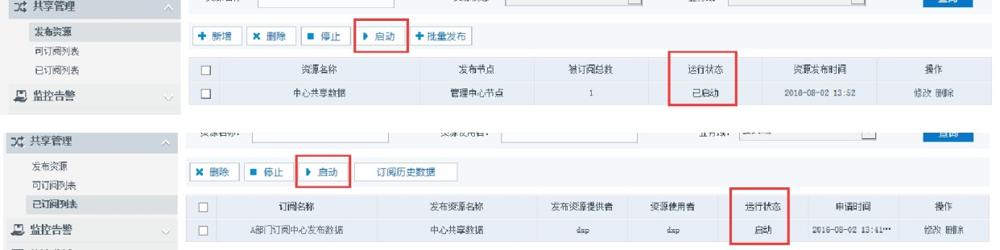 共享管理
发布资源
可订阅列表
已订阅列表
监控告警
新增 删除 停止 启动 批量发布
资源名称 发布节点 被订阅总数 运行状态 资源发布时间 操作
中心共享数据 管理中心节点 1 已启动 2016-08-02 13:52 修改 删除
共享管理
发布资源
可订阅列表
已订阅列表
监控告警
资源名称: 资源使用者: 业务域: 查询
删除 停止 启动 订阅历史数据
订阅名称 发布资源名称 发布资源提供者 资源使用者 运行状态 申请时间 操作
A部门订阅中心发布数据 中心共享数据 dxp dxp 启动 2016-08-02 13:41··· 修改 删除